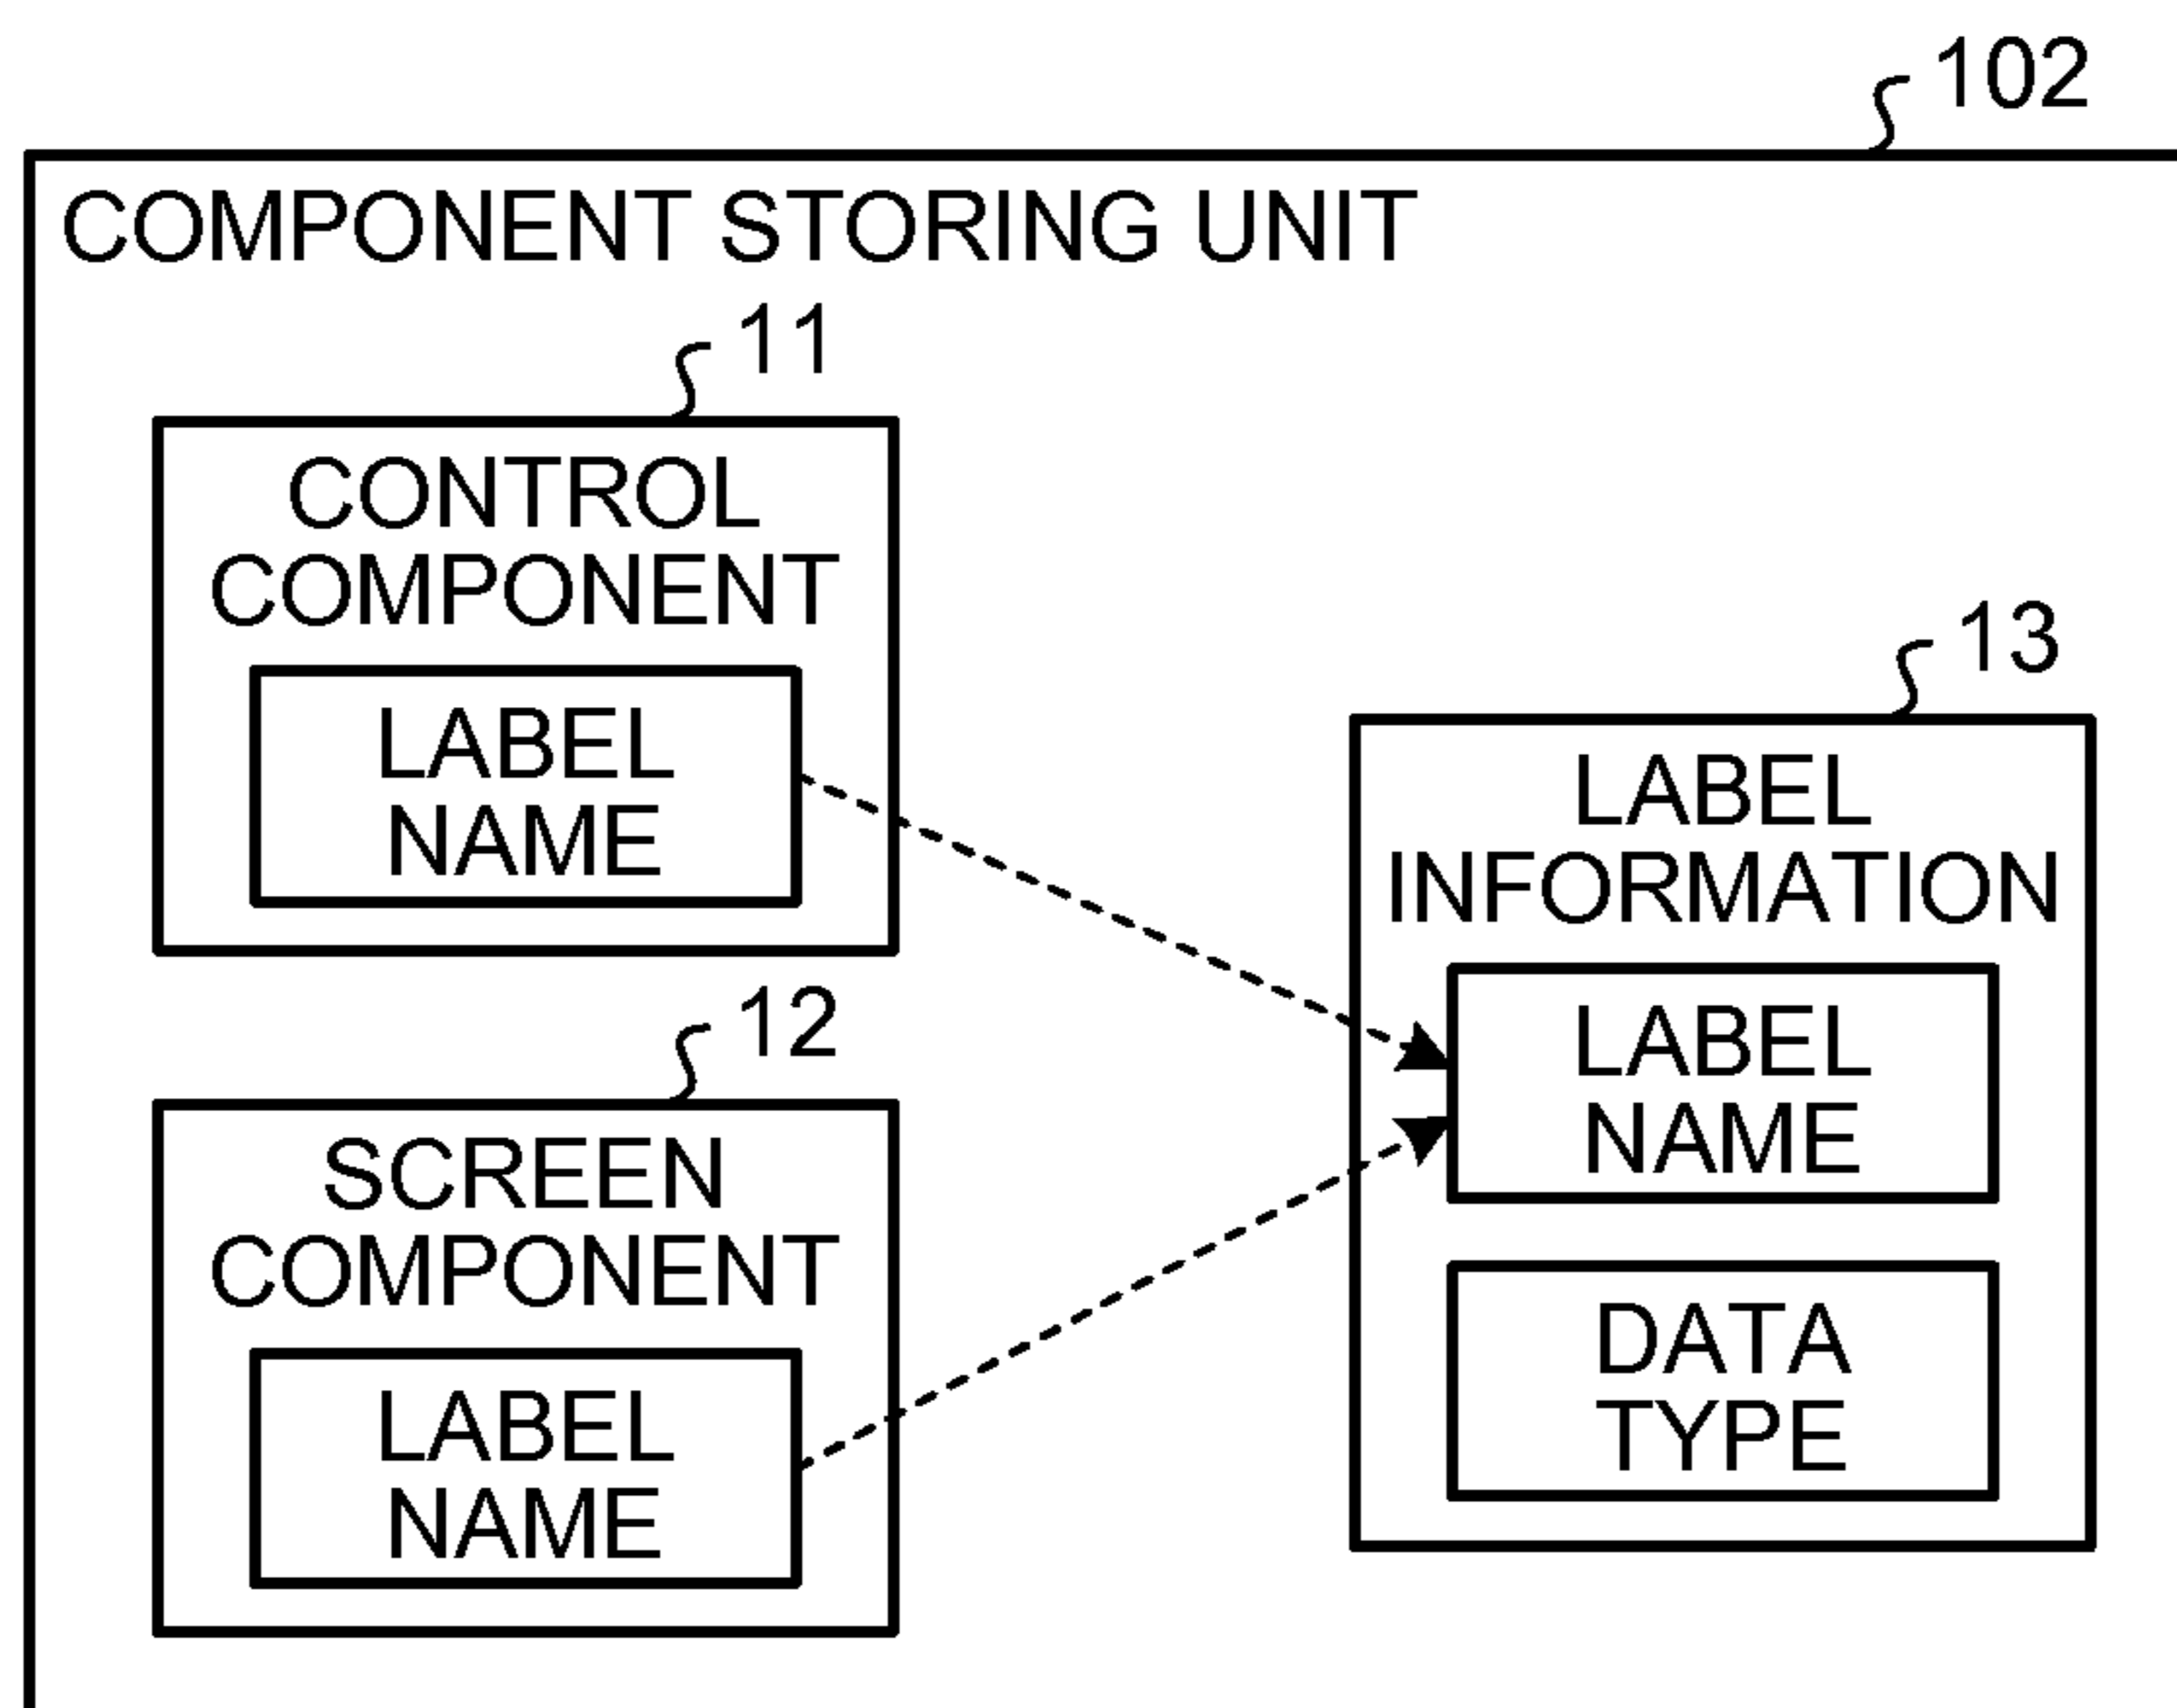 102
COMPONENT STORING UNIT
11
CONTROL
COMPONENT
LABEL
NAME
12
SCREEN
COMPONENT
LABEL
NAME
13
LABEL
INFORMATION
LABEL
NAME
DATA
TYPE